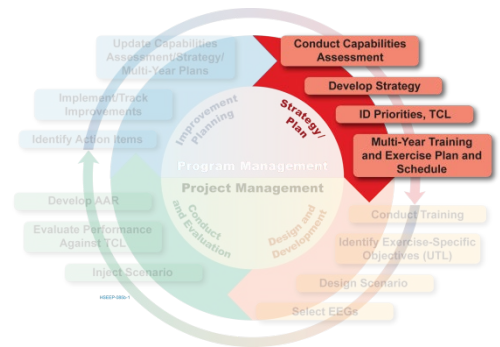 Update Capabilities
Assessment/Strategy/
Multi-Year Plans
Implement/Track
Improvements
Identify Action Items
Conduct Capabilities
Assessment
Develop Strategy
ID Priorities, TCL
Multi-Year Training
and Exercise Plan and
Schedule
Improvement
Planning
Strategy/
Plan
Program Management
Project Management
Conduct
and Evaluation
Design and
Development
Develop AAR
Evaluate Performance
Against TCL
Inject Scenario
Conduct Training
Identify Exercise-Specific
Objectives (UTL)
Design Scenario
Select EEGs